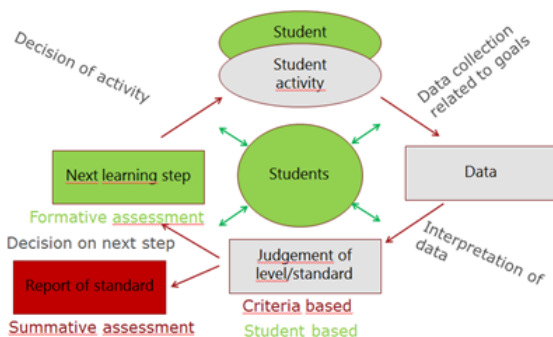 Student
Student
activity
Decision of activity
Data collection
related to goals
Next learning step
Students
Data
Formative assessment
Decision on next step
Judgement of
level/standard
Interpretation of
data
Report of standard
Criteria based
Summative assessment
Student based